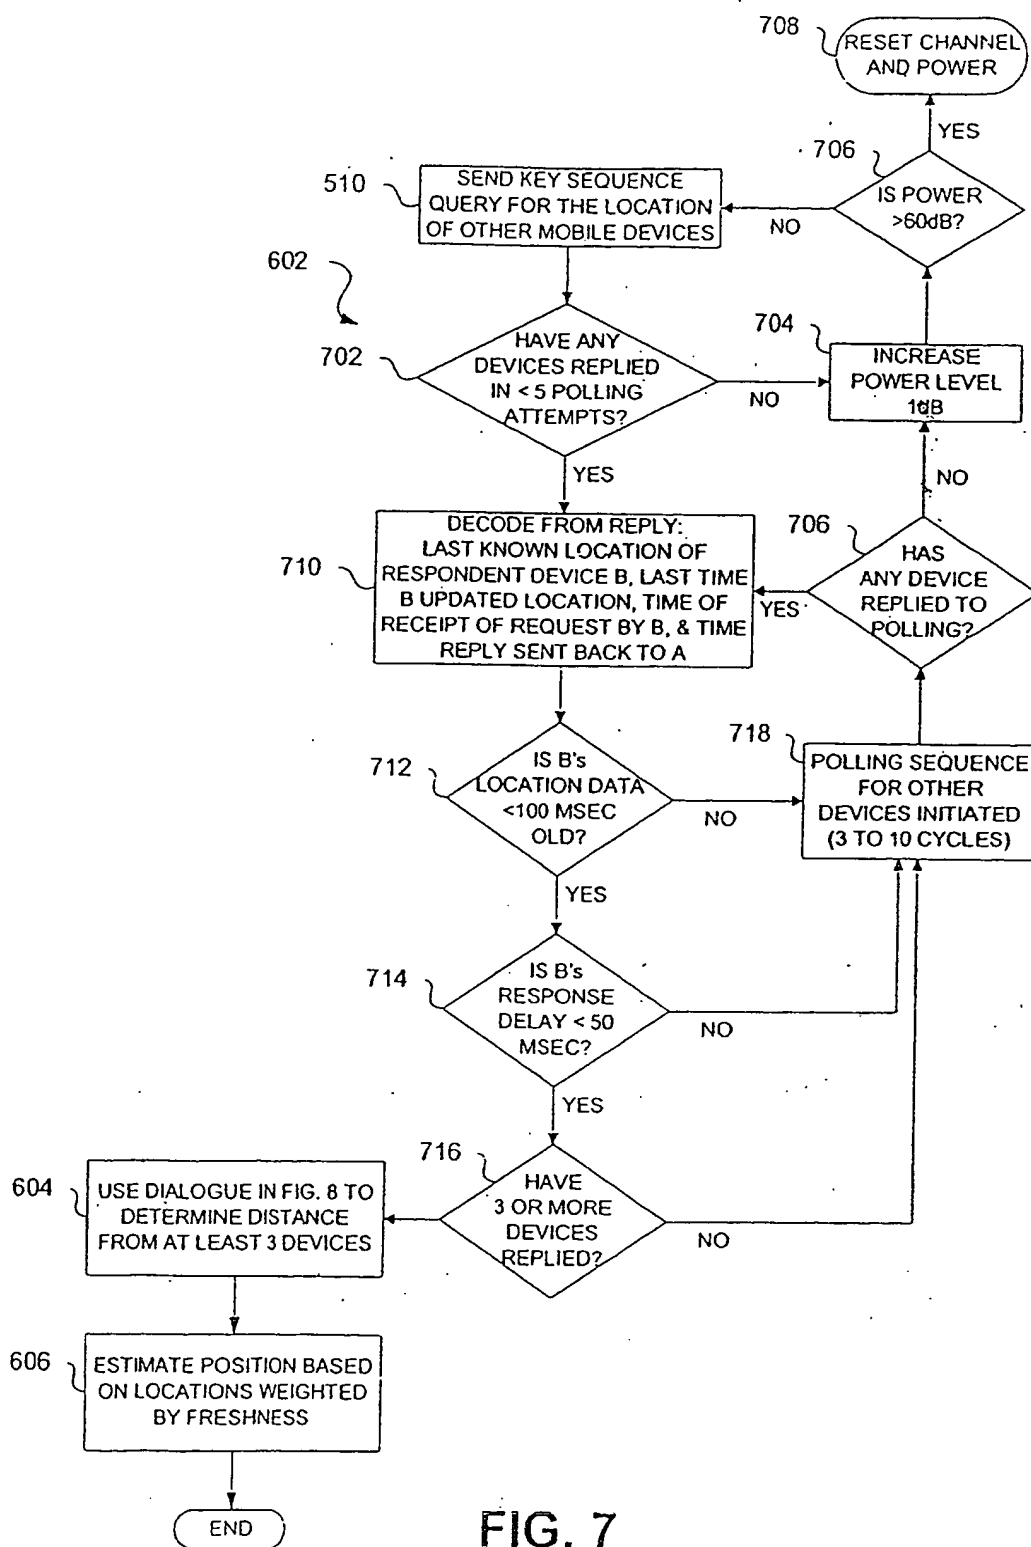 708
RESET CHANNEL
AND POWER
YES
706
IS POWER
>60dB?
NO
510
SEND KEY SEQUENCE
QUERY FOR THE LOCATION
OF OTHER MOBILE DEVICES
602
702
HAVE ANY
DEVICES REPLIED
IN < 5 POLLING
ATTEMPTS?
NO
YES
704
INCREASE
POWER LEVEL
1dB
NO
706
HAS
ANY DEVICE
REPLIED TO
POLLING?
YES
710
DECODE FROM REPLY:
LAST KNOWN LOCATION OF
RESPONDENT DEVICE B, LAST TIME
B UPDATED LOCATION, TIME OF
RECEIPT OF REQUEST BY B, & TIME
REPLY SENT BACK TO A
712
IS B's
LOCATION DATA
<100 MSEC
OLD?
NO
YES
718
POLLING SEQUENCE
FOR OTHER
DEVICES INITIATED
(3 TO 10 CYCLES)
714
IS B's
RESPONSE
DELAY < 50
MSEC?
NO
YES
716
HAVE
3 OR MORE
DEVICES
REPLIED?
NO
604
USE DIALOGUE IN FIG. 8 TO
DETERMINE DISTANCE
FROM AT LEAST 3 DEVICES
606
ESTIMATE POSITION BASED
ON LOCATIONS WEIGHTED
BY FRESHNESS
END
FIG. 7